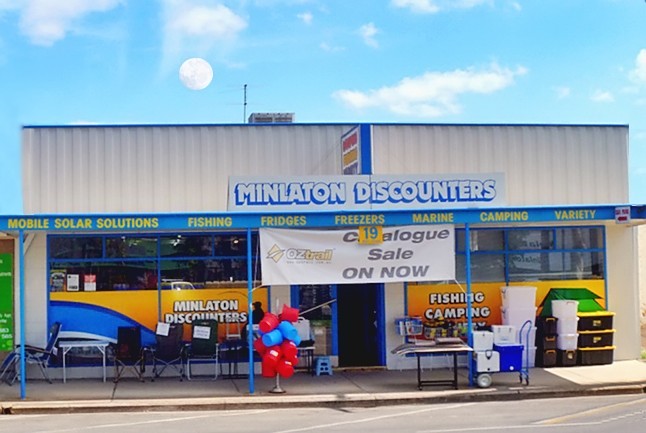 MINLATON DISCOUNTERS
MOBILE SOLAR SOLUTIONS FISHING FRIDGES FREEZERS MARINE CAMPING VARIETY
19
OZtrail
Catalogue
Sale
ON NOW
MINLATON
DISCOUNTERS
FISHING
CAMPING